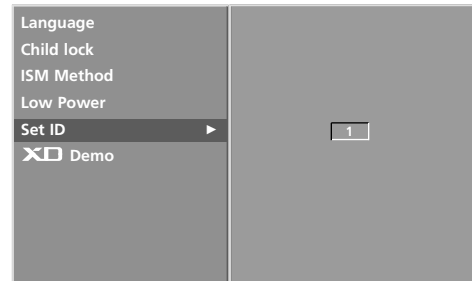 Language
Child lock
ISM Method
Low Power
Set ID ►
1
XD Demo